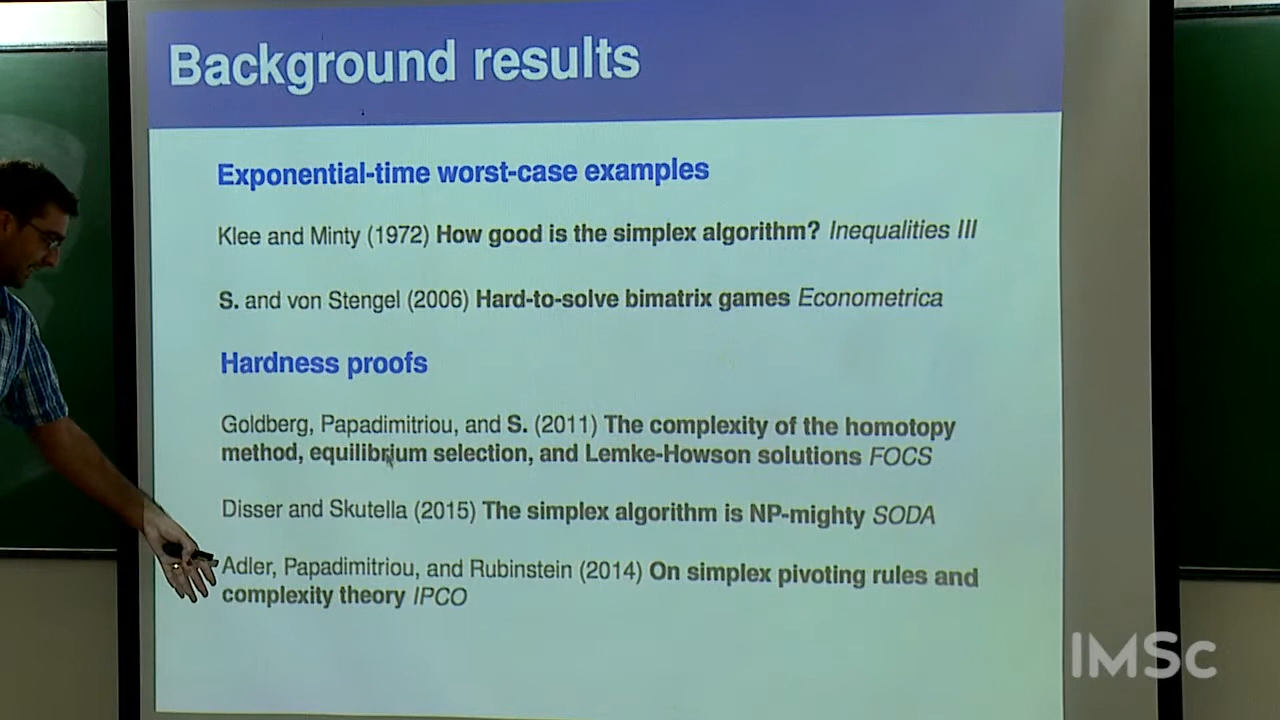 Background results
Exponential-time worst-case examples
Klee and Minty (1972) How good is the simplex algorithm? Inequalities III
S. and von Stengel (2006) Hard-to-solve bimatrix games Econometrica
Hardness proofs
Goldberg, Papadimitriou, and S. (2011) The complexity of the homotopy
method, equilibrium selection, and Lemke-Howson solutions FOCS
Disser and Skutella (2015) The simplex algorithm is NP-mighty SODA
Adler, Papadimitriou, and Rubinstein (2014) On simplex pivoting rules and
complexity theory IPCO
IMSc